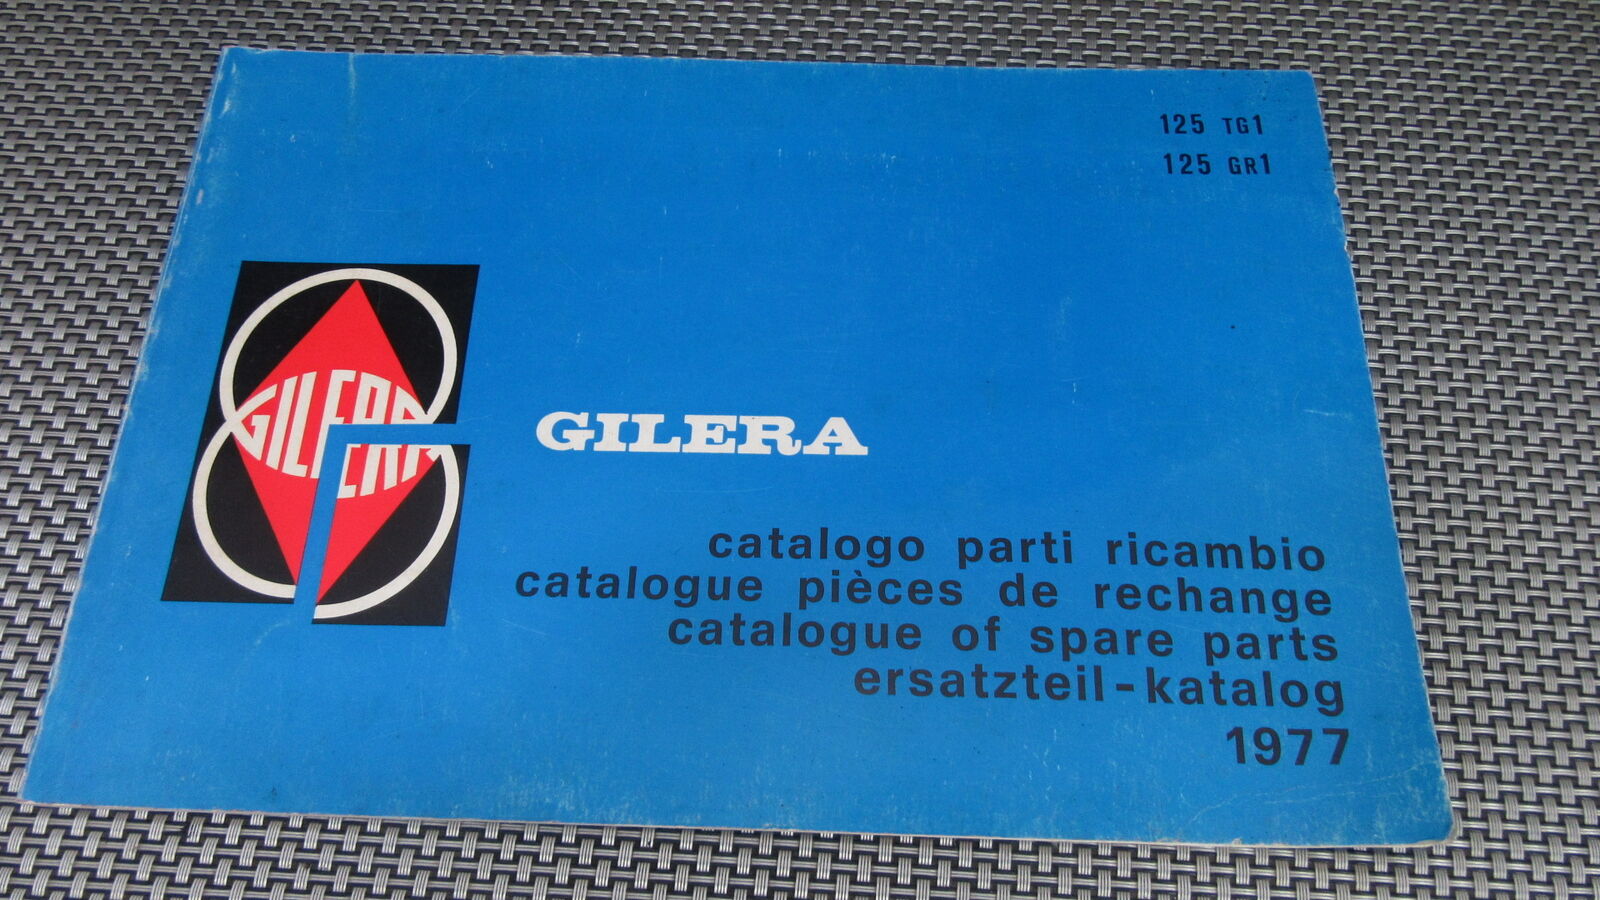 125 TG1
125 GR1
GILERA
GILERA
catalogo parti ricambio
catalogue pièces de rechange
catalogue of spare parts
ersatzteil-katalog
1977